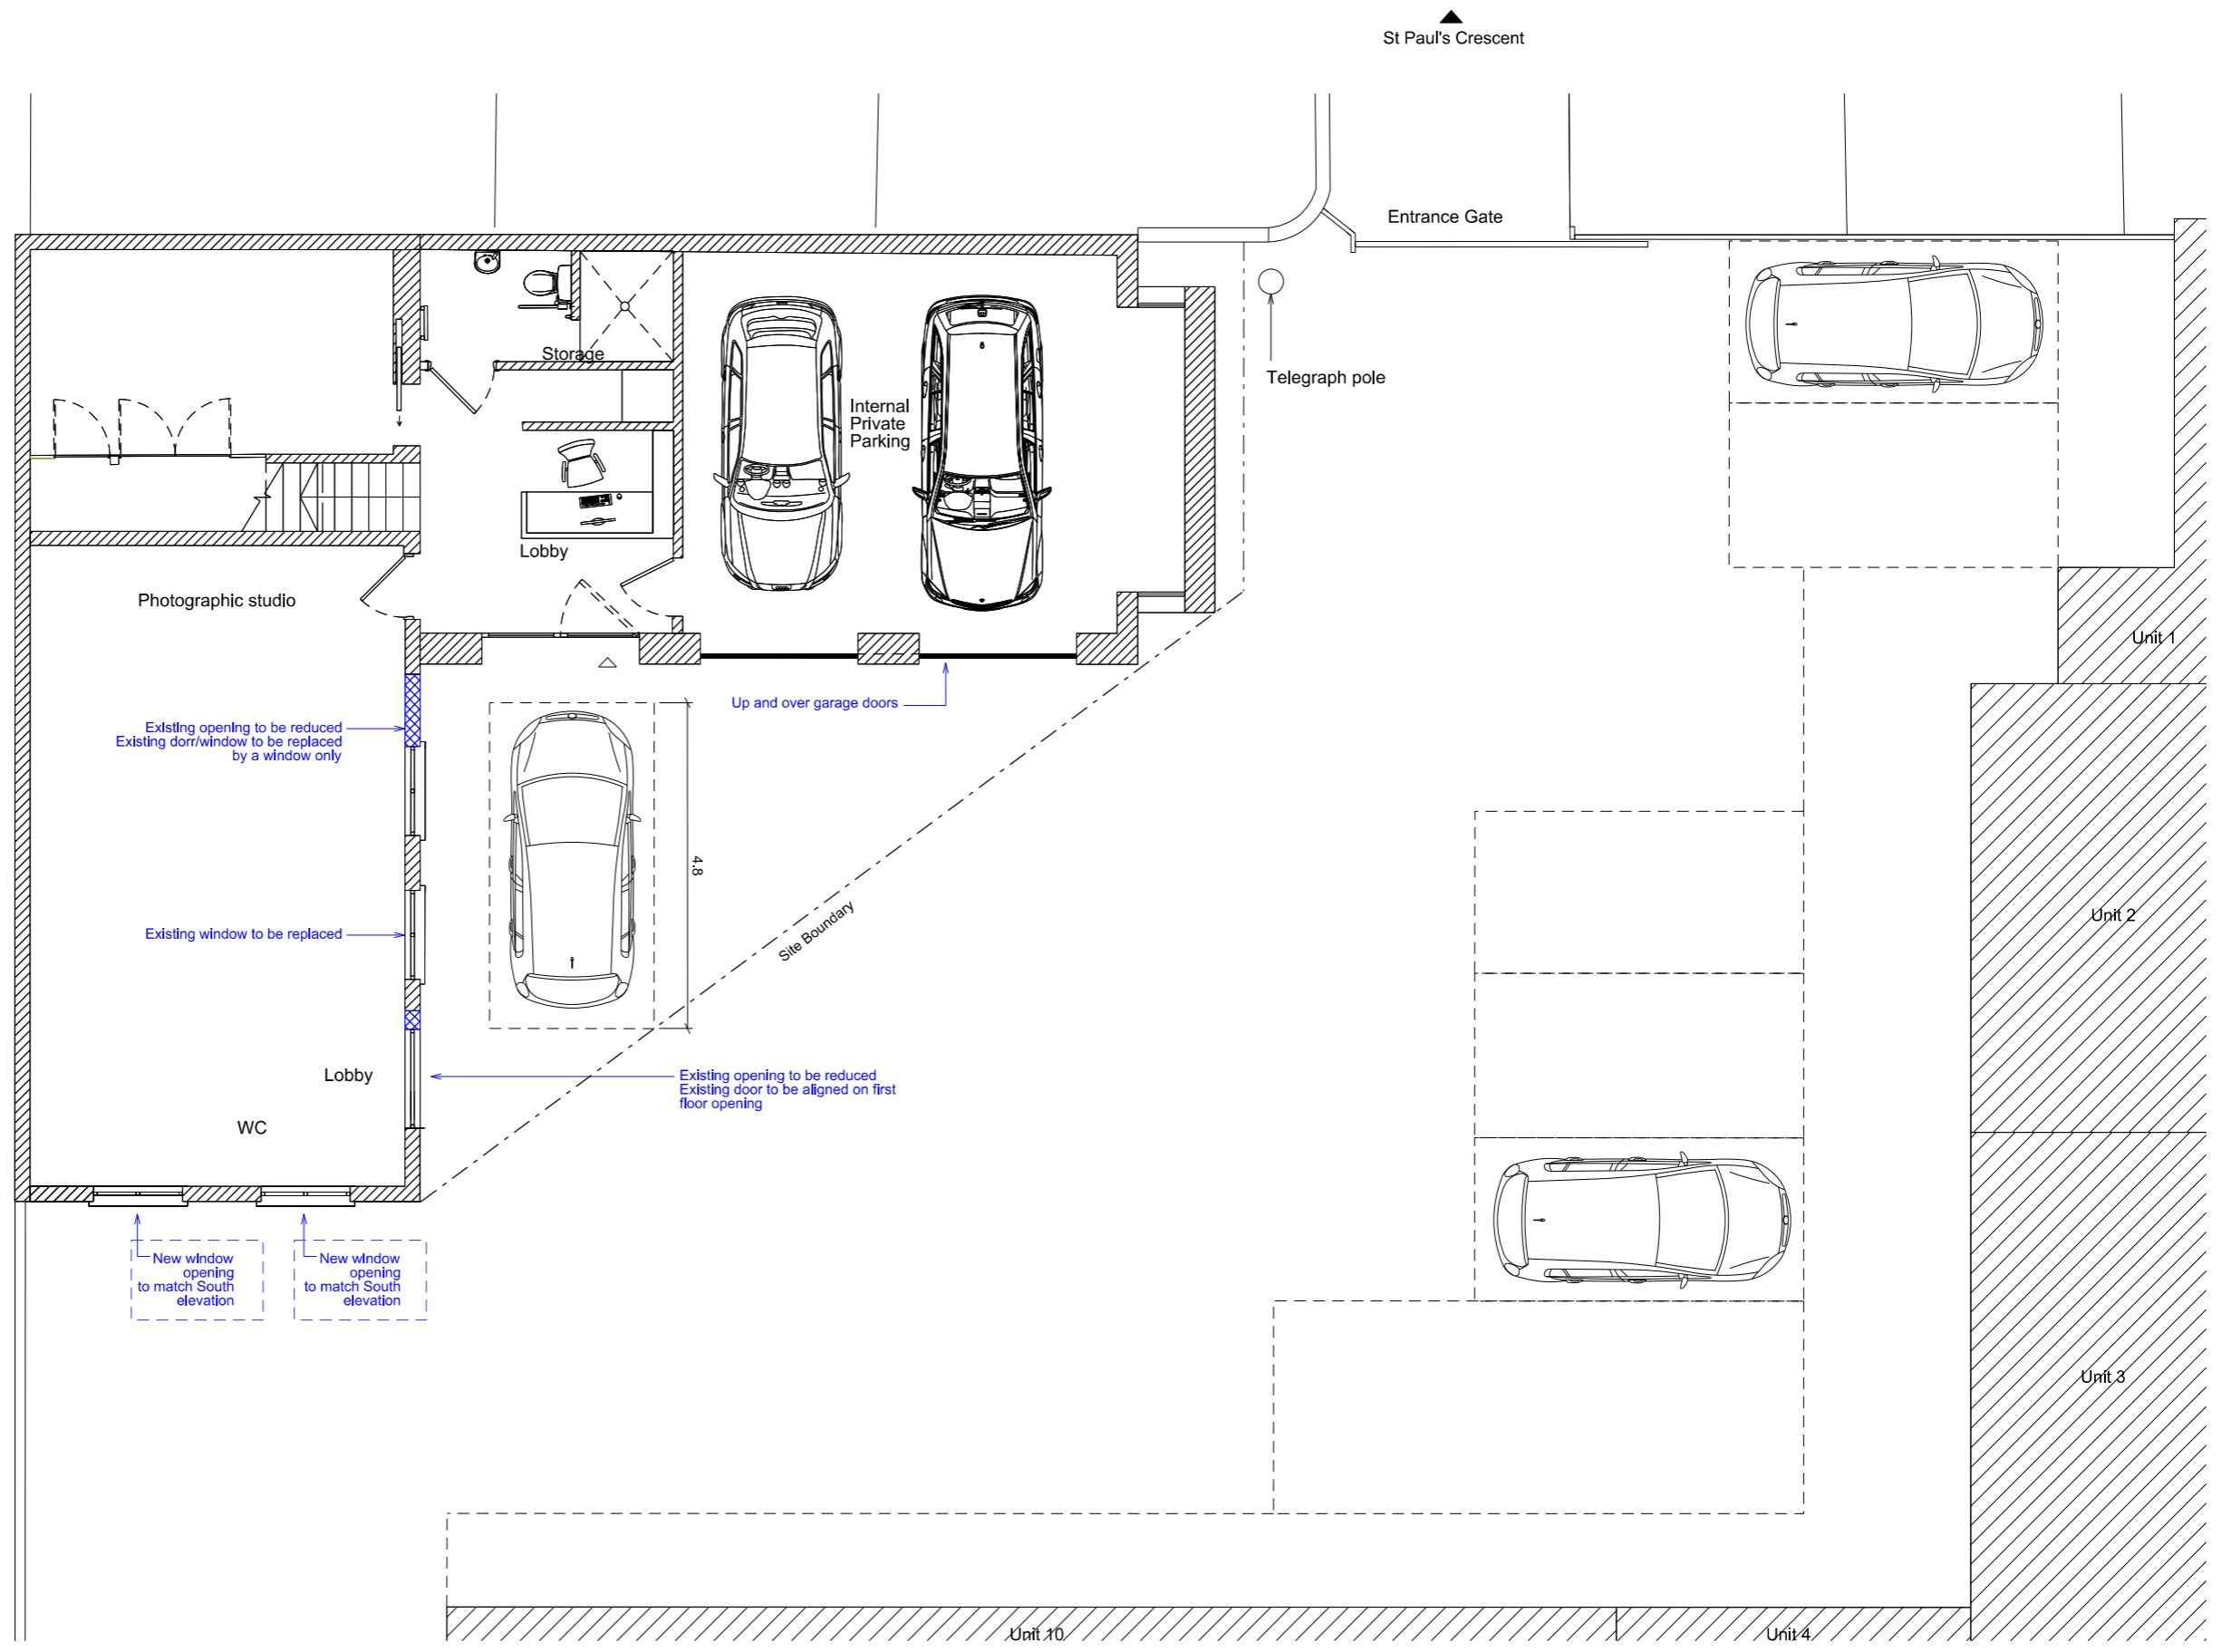 St Paul's Crescent
Entrance Gate
Storage
Telegraph pole
Internal
Private
Parking
Lobby
Photographic studio
Unit 1
Up and over garage doors
Existing opening to be reduced
Existing dorr/window to be replaced
by a window only
4.8
Unit 2
Existing window to be replaced
Site Boundary
Lobby
Existing opening to be reduced
Existing door to be aligned on first
floor opening
WC
New window
opening
to match South
elevation
New window
opening
to match South
elevation
Unit 3
Unit 10
Unit 4